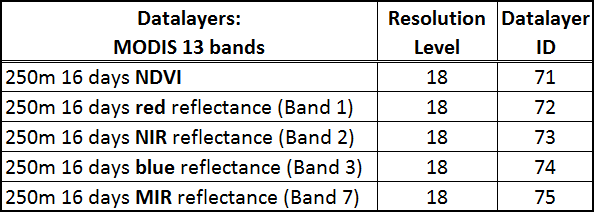 Datalayers: Resolution Datalayer
MODIS 13 bands Level ID
250m 16 days NDVI 18 71
250m 16 days red reflectance (Band 1) 18 72
250m 16 days NIR reflectance (Band 2) 18 73
250m 16 days blue reflectance (Band 3) 18 74
250m 16 days MIR reflectance (Band 7) 18 75